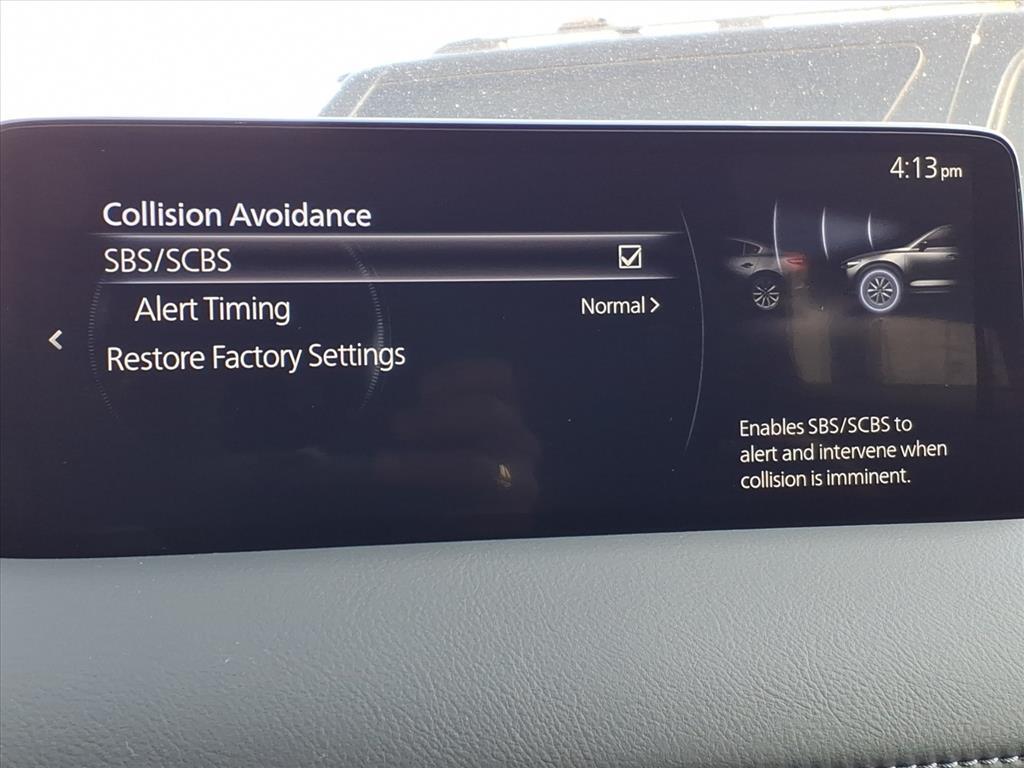 4:13 pm
Collision Avoidance
SBS/SCBS
Alert Timing Normal
Restore Factory Settings
Enables SBS/SCBS to
alert and intervene when
collision is imminent.